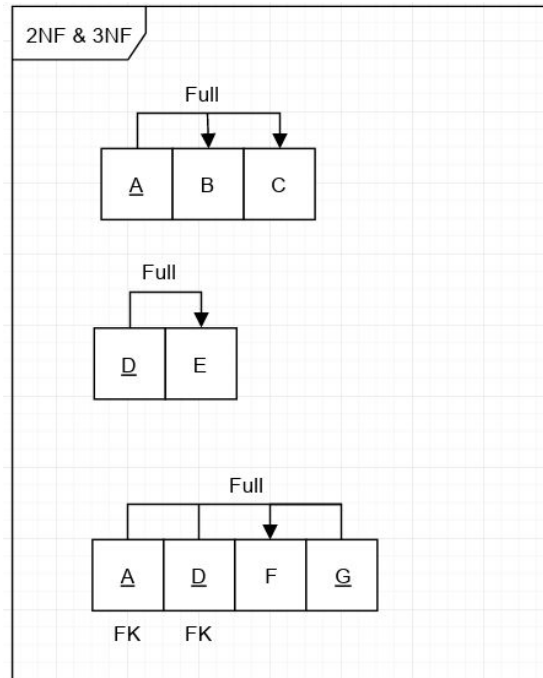 2NF & 3NF
Full
A B C
Full
D E
Full
A D F G
FK FK